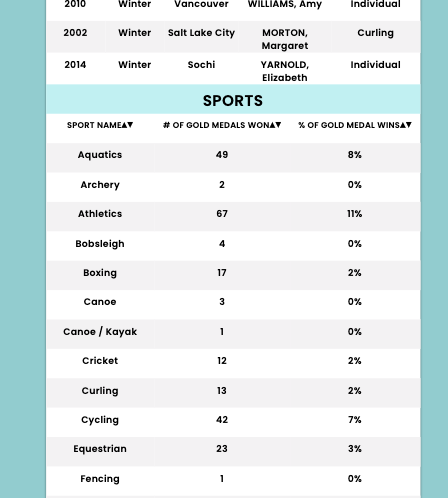 2010 Winter Vancouver WILLIAMS, Amy Individual
2002 Winter Salt Lake City MORTON, Margaret Curling
2014 Winter Sochi YARNOLD, Elizabeth Individual
SPORTS
SPORT NAME▲▼ # OF GOLD MEDALS WON▲▼ % OF GOLD MEDAL WINS▲▼
Aquatics 49 8%
Archery 2 0%
Athletics 67 11%
Bobsleigh 4 0%
Boxing 17 2%
Canoe 3 0%
Canoe / Kayak 1 0%
Cricket 12 2%
Curling 13 2%
Cycling 42 7%
Equestrian 23 3%
Fencing 1 0%